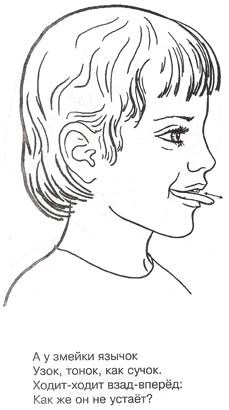 А у змейки язычок
Узок, тонок, как сучок.
Ходит-ходит взад-вперёд:
Как же он не устаёт?